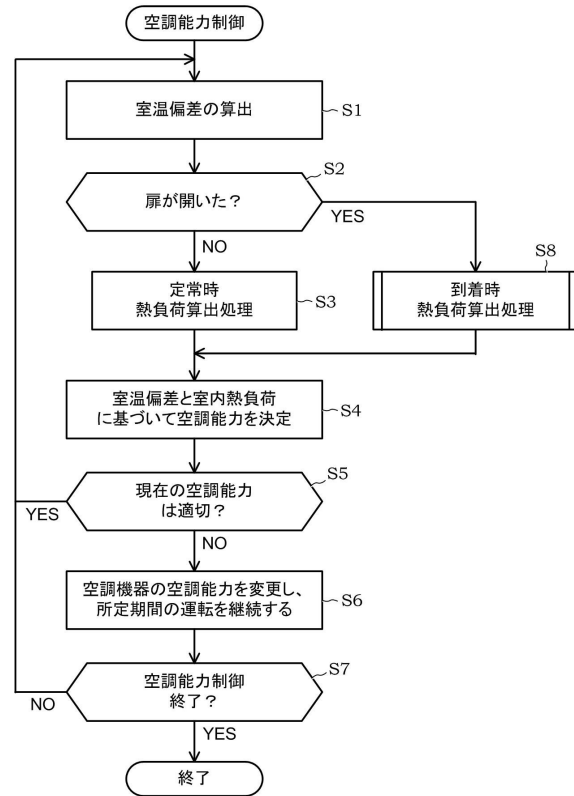 空調能力制御
室温偏差の算出
S1
扉が開いた？
S2
YES
NO
定常時
熱負荷算出処理
S3
到着時
熱負荷算出処理
S8
室温偏差と室内熱負荷
に基づいて空調能力を決定
S4
現在の空調能力
は適切？
S5
YES
NO
空調機器の空調能力を変更し、
所定期間の運転を継続する
S6
空調能力制御
終了？
S7
NO
YES
終了